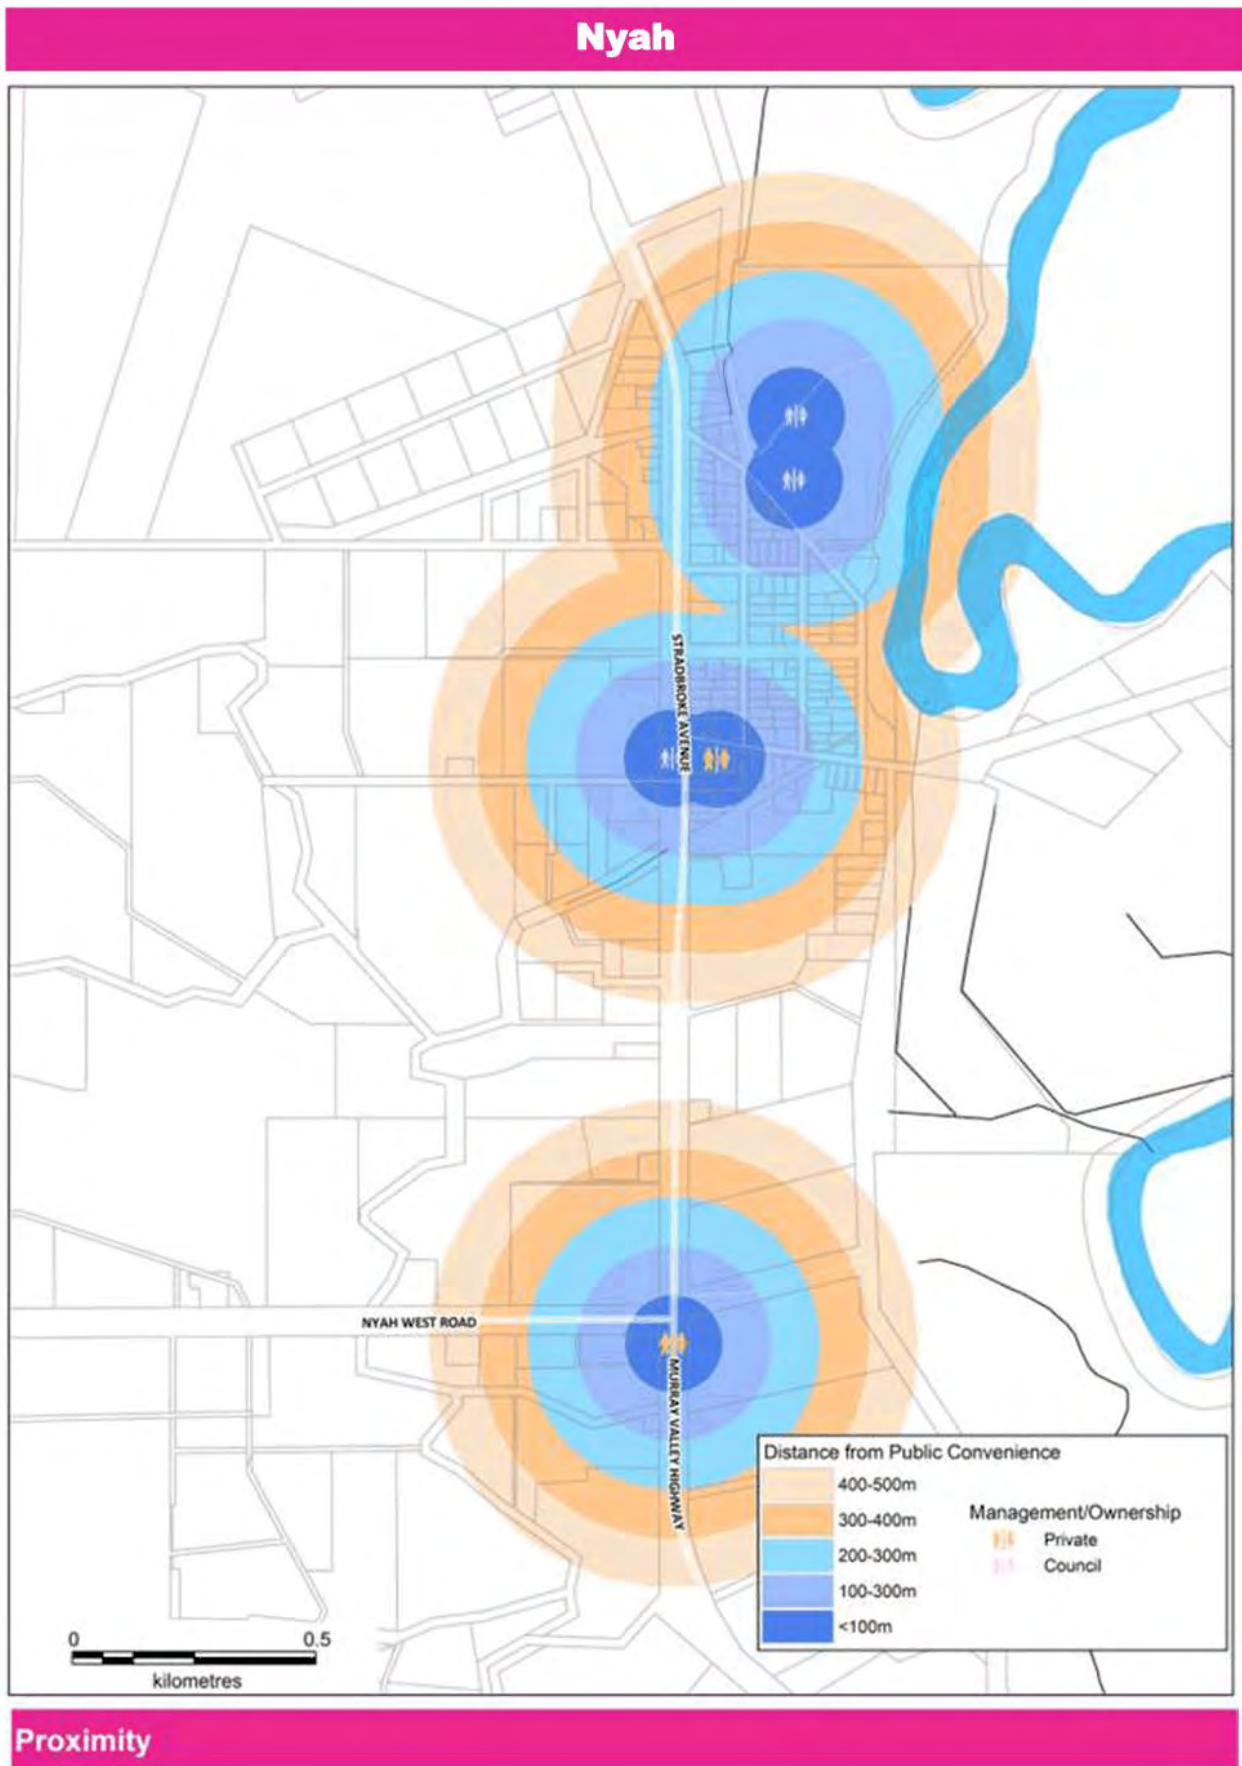 Nyah
STRADBROKE AVENUE
NYAH WEST ROAD
MURRAY VALLEY HIGHWAY
Distance from Public Convenience
400-500m
300-400m
200-300m
100-300m
<100m
Management/Ownership
Private
Council
0 0.5
kilometres
Proximity